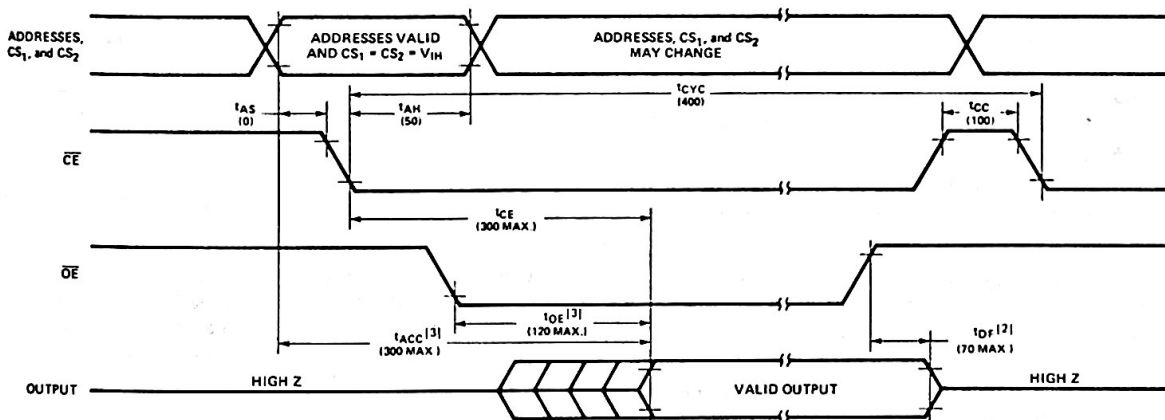 ADDRESSES,
CS₁, and CS₂
ADDRESSES VALID
AND CS₁ = CS₂ = VIH
ADDRESSES, CS₁, AND CS₂
MAY CHANGE
tAS
(0)
tAH
(50)
tCYC
(400)
tCC
(100)
CE
tCE
(300 MAX.)
OE
tOE[3]
(120 MAX.)
tACC[3]
(300 MAX.)
tDF[2]
(70 MAX.)
OUTPUT
HIGH Z
VALID OUTPUT
HIGH Z